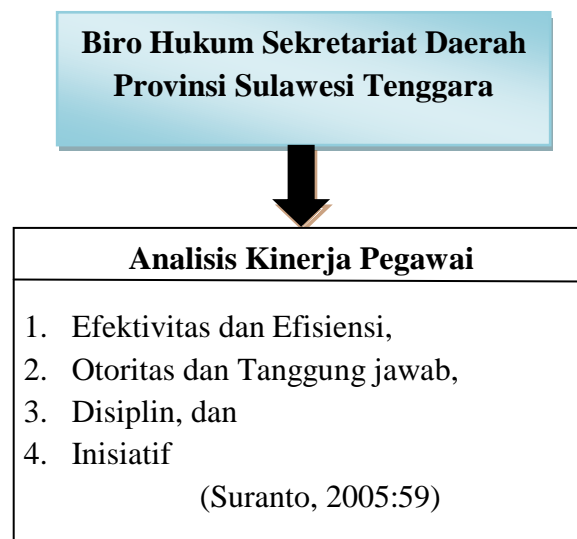 Biro Hukum Sekretariat Daerah
Provinsi Sulawesi Tenggara
Analisis Kinerja Pegawai
1. Efektivitas dan Efisiensi,
2. Otoritas dan Tanggung jawab,
3. Disiplin, dan
4. Inisiatif
(Suranto, 2005:59)